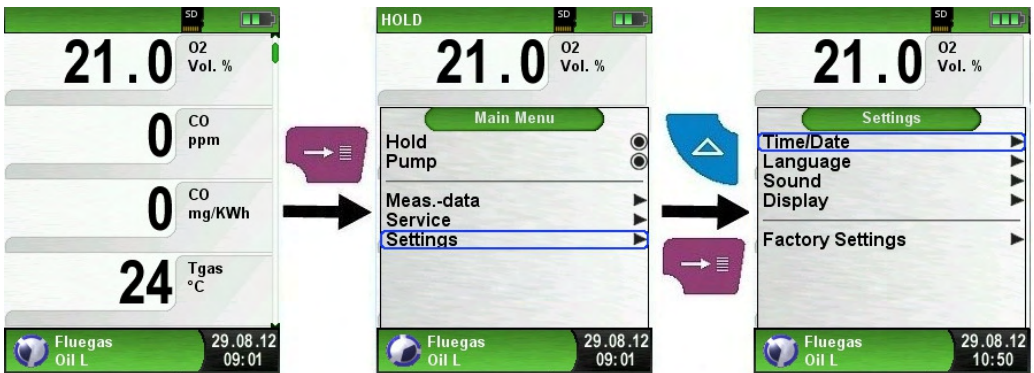 SD
21.0 O2
Vol. %
0 CO
ppm
0 CO
mg/KWh
24 Tgas
°C
Fluegas 29.08.12
Oil L 09:01
HOLD SD
21.0 O2
Vol. %
Main Menu
Hold
Pump
Meas.-data
Service
Settings
Fluegas 29.08.12
Oil L 09:01
SD
21.0 O2
Vol. %
Settings
Time/Date
Language
Sound
Display
Factory Settings
Fluegas 29.08.12
Oil L 10:50